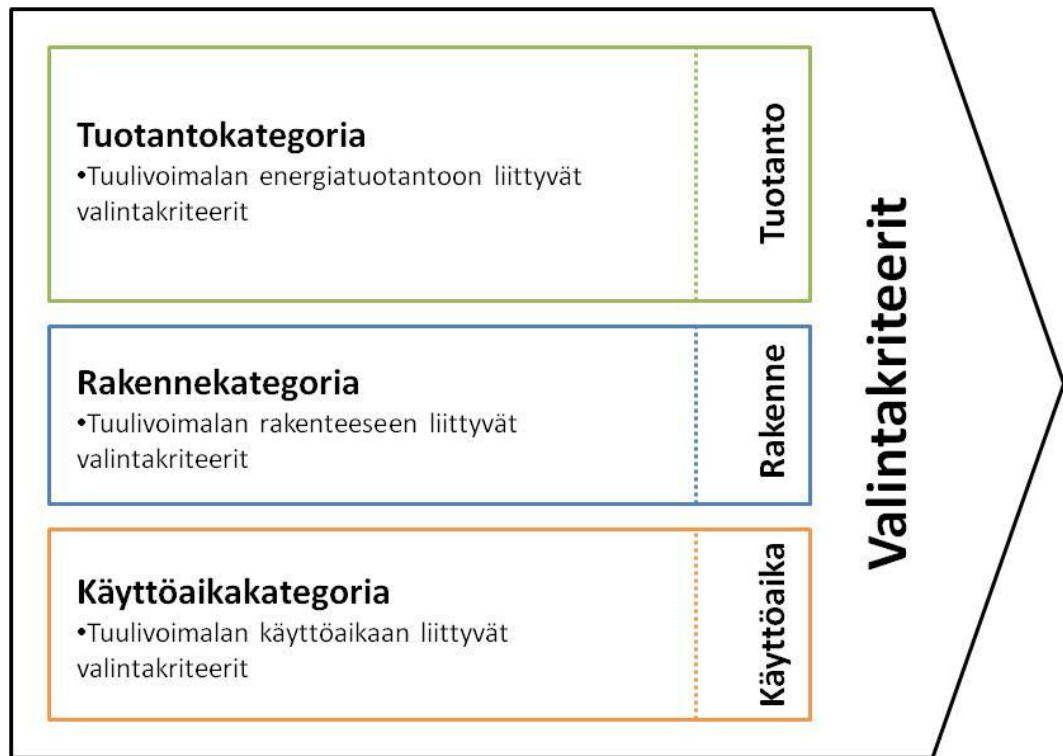 Tuotantokategoria
•Tuulivoimalan energiatuotantoon liittyvät
valintakriteerit
Tuotanto
Rakennekategoria
•Tuulivoimalan rakenteeseen liittyvät
valintakriteerit
Rakenne
Käyttöaikakategoria
•Tuulivoimalan käyttöaikaan liittyvät
valintakriteerit
Käyttöaika
Valintakriteerit